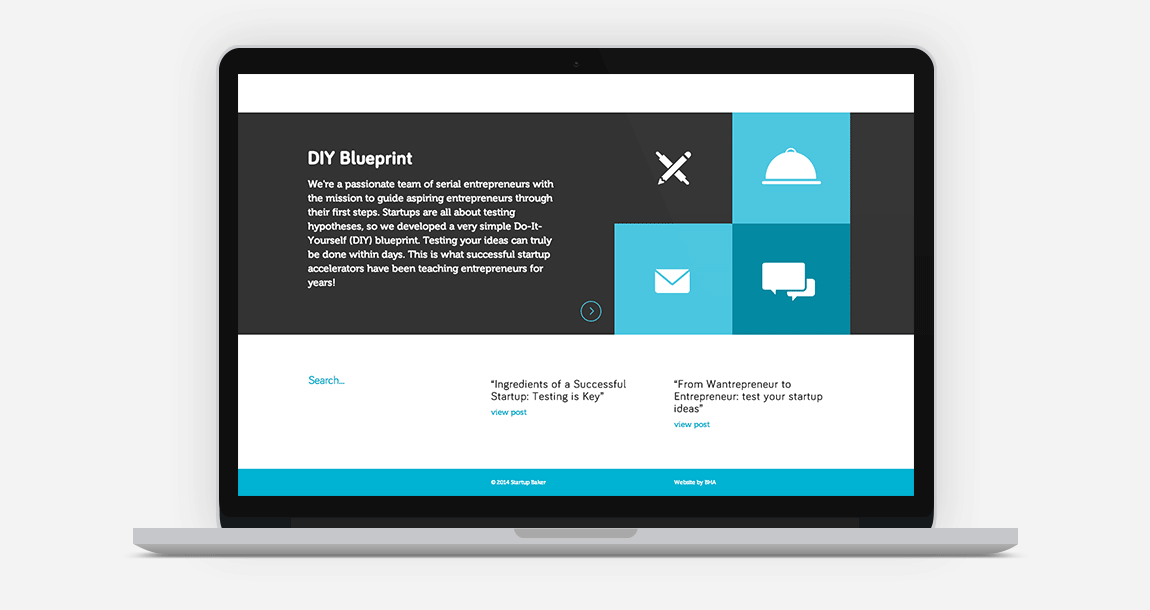 DIY Blueprint
We're a passionate team of serial entrepreneurs with
the mission to guide aspiring entrepreneurs through
their first steps. Startups are all about testing
hypotheses, so we developed a very simple Do-It-
Yourself (DIY) blueprint. Testing your ideas can truly
be done within days. This is what successful startup
accelerators have been teaching entrepreneurs for
years!
Search...
“Ingredients of a Successful
Startup: Testing is Key”
view post
“From Wantrepreneur to
Entrepreneur: test your startup
ideas”
view post
© 2014 Startup Baker
Website by BHA